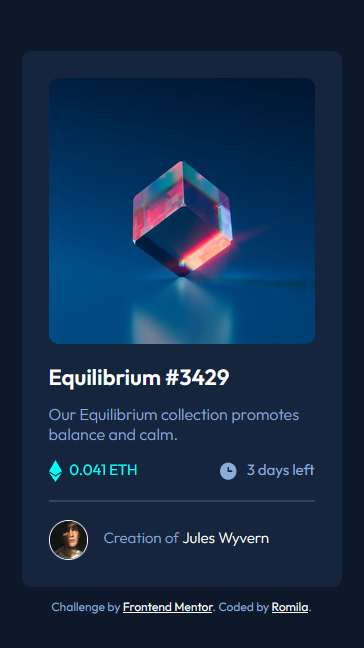 Equilibrium #3429
Our Equilibrium collection promotes
balance and calm.
0.041 ETH 3 days left
Creation of Jules Wyvern
Challenge by Frontend Mentor. Coded by Romila.